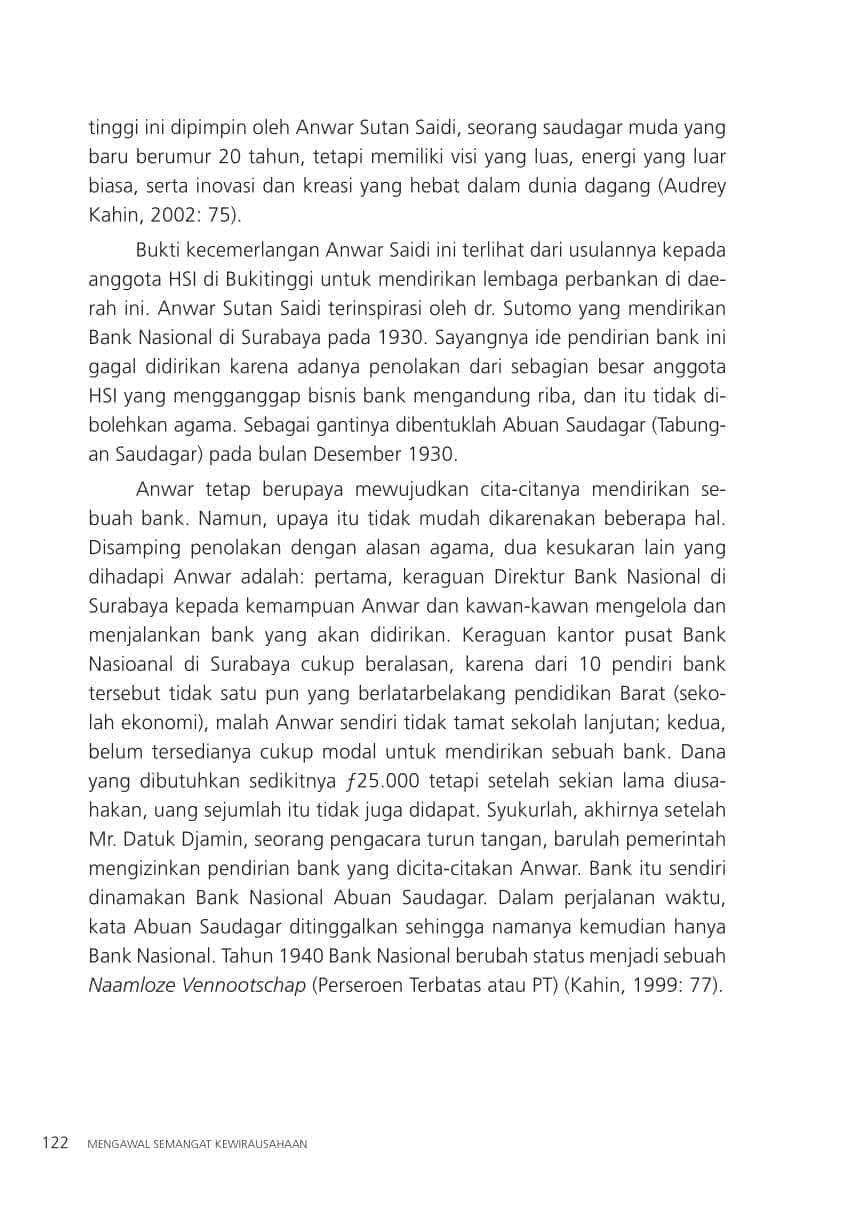 tinggi ini dipimpin oleh Anwar Sutan Saidi, seorang saudagar muda yang
baru berumur 20 tahun, tetapi memiliki visi yang luas, energi yang luar
biasa, serta inovasi dan kreasi yang hebat dalam dunia dagang (Audrey
Kahin, 2002: 75).
Bukti kecemerlangan Anwar Saidi ini terlihat dari usulannya kepada
anggota HSI di Bukitinggi untuk mendirikan lembaga perbankan di dae-
rah ini. Anwar Sutan Saidi terinspirasi oleh dr. Sutomo yang mendirikan
Bank Nasional di Surabaya pada 1930. Sayangnya ide pendirian bank ini
gagal didirikan karena adanya penolakan dari sebagian besar anggota
HSI yang mengganggap bisnis bank mengandung riba, dan itu tidak di-
bolehkan agama. Sebagai gantinya dibentuklah Abuan Saudagar (Tabung-
an Saudagar) pada bulan Desember 1930.
Anwar tetap berupaya mewujudkan cita-citanya mendirikan se-
buah bank. Namun, upaya itu tidak mudah dikarenakan beberapa hal.
Disamping penolakan dengan alasan agama, dua kesukaran lain yang
dihadapi Anwar adalah: pertama, keraguan Direktur Bank Nasional di
Surabaya kepada kemampuan Anwar dan kawan-kawan mengelola dan
menjalankan bank yang akan didirikan. Keraguan kantor pusat Bank
Nasioanal di Surabaya cukup beralasan, karena dari 10 pendiri bank
tersebut tidak satu pun yang berlatarbelakang pendidikan Barat (seko-
lah ekonomi), malah Anwar sendiri tidak tamat sekolah lanjutan; kedua,
belum tersedianya cukup modal untuk mendirikan sebuah bank. Dana
yang dibutuhkan sedikitnya ƒ25.000 tetapi setelah sekian lama diusa-
hakan, uang sejumlah itu tidak juga didapat. Syukurlah, akhirnya setelah
Mr. Datuk Djamin, seorang pengacara turun tangan, barulah pemerintah
mengizinkan pendirian bank yang dicita-citakan Anwar. Bank itu sendiri
dinamakan Bank Nasional Abuan Saudagar. Dalam perjalanan waktu,
kata Abuan Saudagar ditinggalkan sehingga namanya kemudian hanya
Bank Nasional. Tahun 1940 Bank Nasional berubah status menjadi sebuah
Naamloze Vennootschap (Perseroen Terbatas atau PT) (Kahin, 1999: 77).
122 MENGAWAL SEMANGAT KEWIRAUSAHAAN